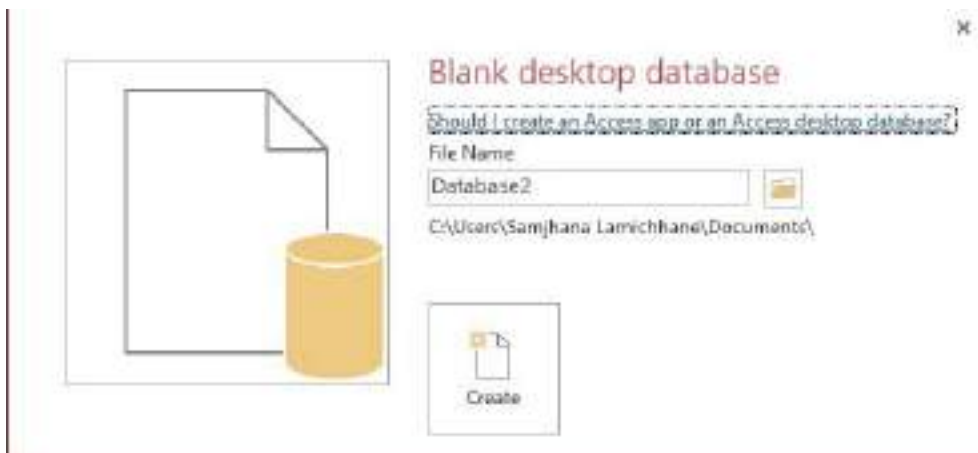 Blank desktop database
Should I create an Access app or an Access desktop database?
File Name
Database2
C:\Users\Samjhana Lamichhane\Documents\
Create